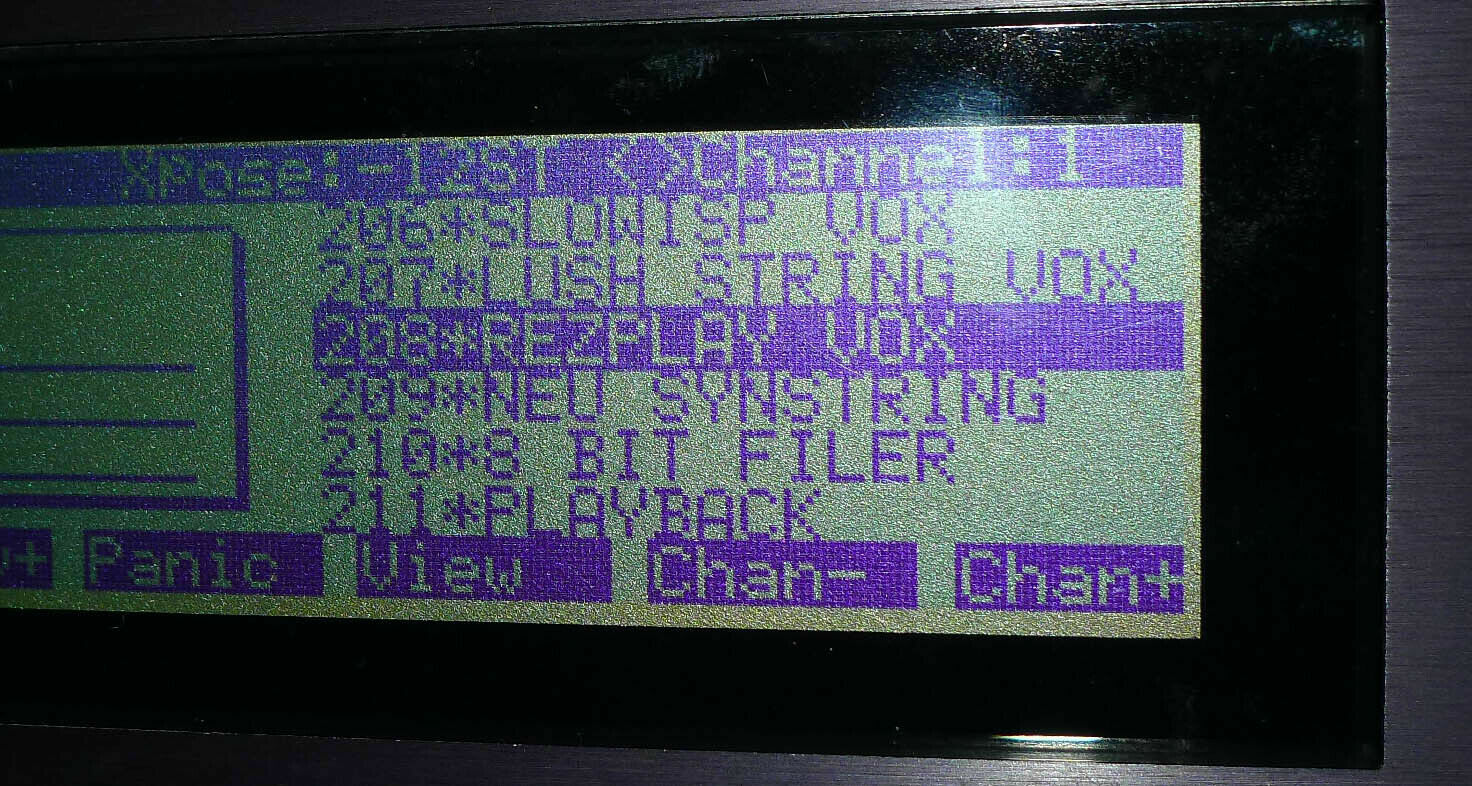 XPose:-12ST <>Channel:1
206*SLOWISP VOX
207*LUSH STRING VOX
208*REZPLAY VOX
209*NEU SYNSTRING
210*8 BIT FILER
211*PLAYBACK
Panic View Chan- Chan+